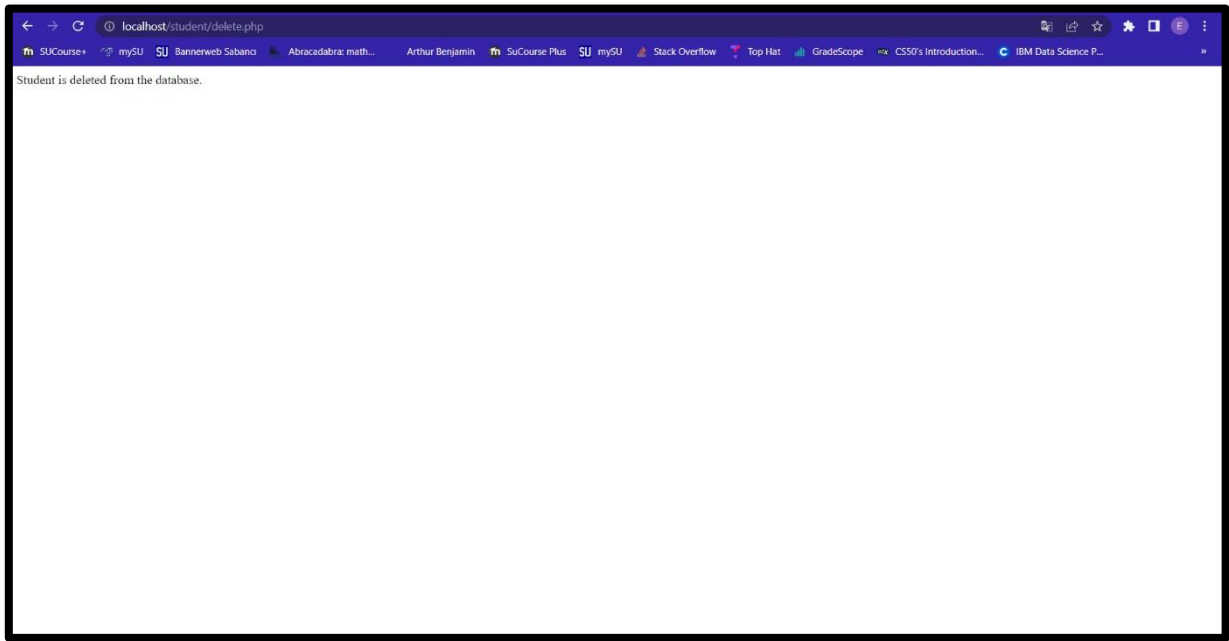 localhost/student/delete.php E
SUCourse+ mySU SU Bannerweb Sabancı Abracadabra: math... Arthur Benjamin SuCourse Plus SU mySU Stack Overflow Top Hat GradeScope CS50's Introduction... C IBM Data Science P... »
Student is deleted from the database.